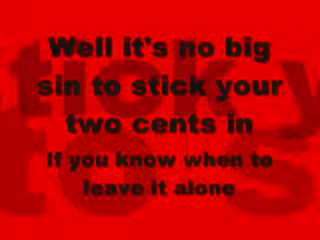 Well it's no big
sin to stick your
two cents in
If you know when to
leave it alone